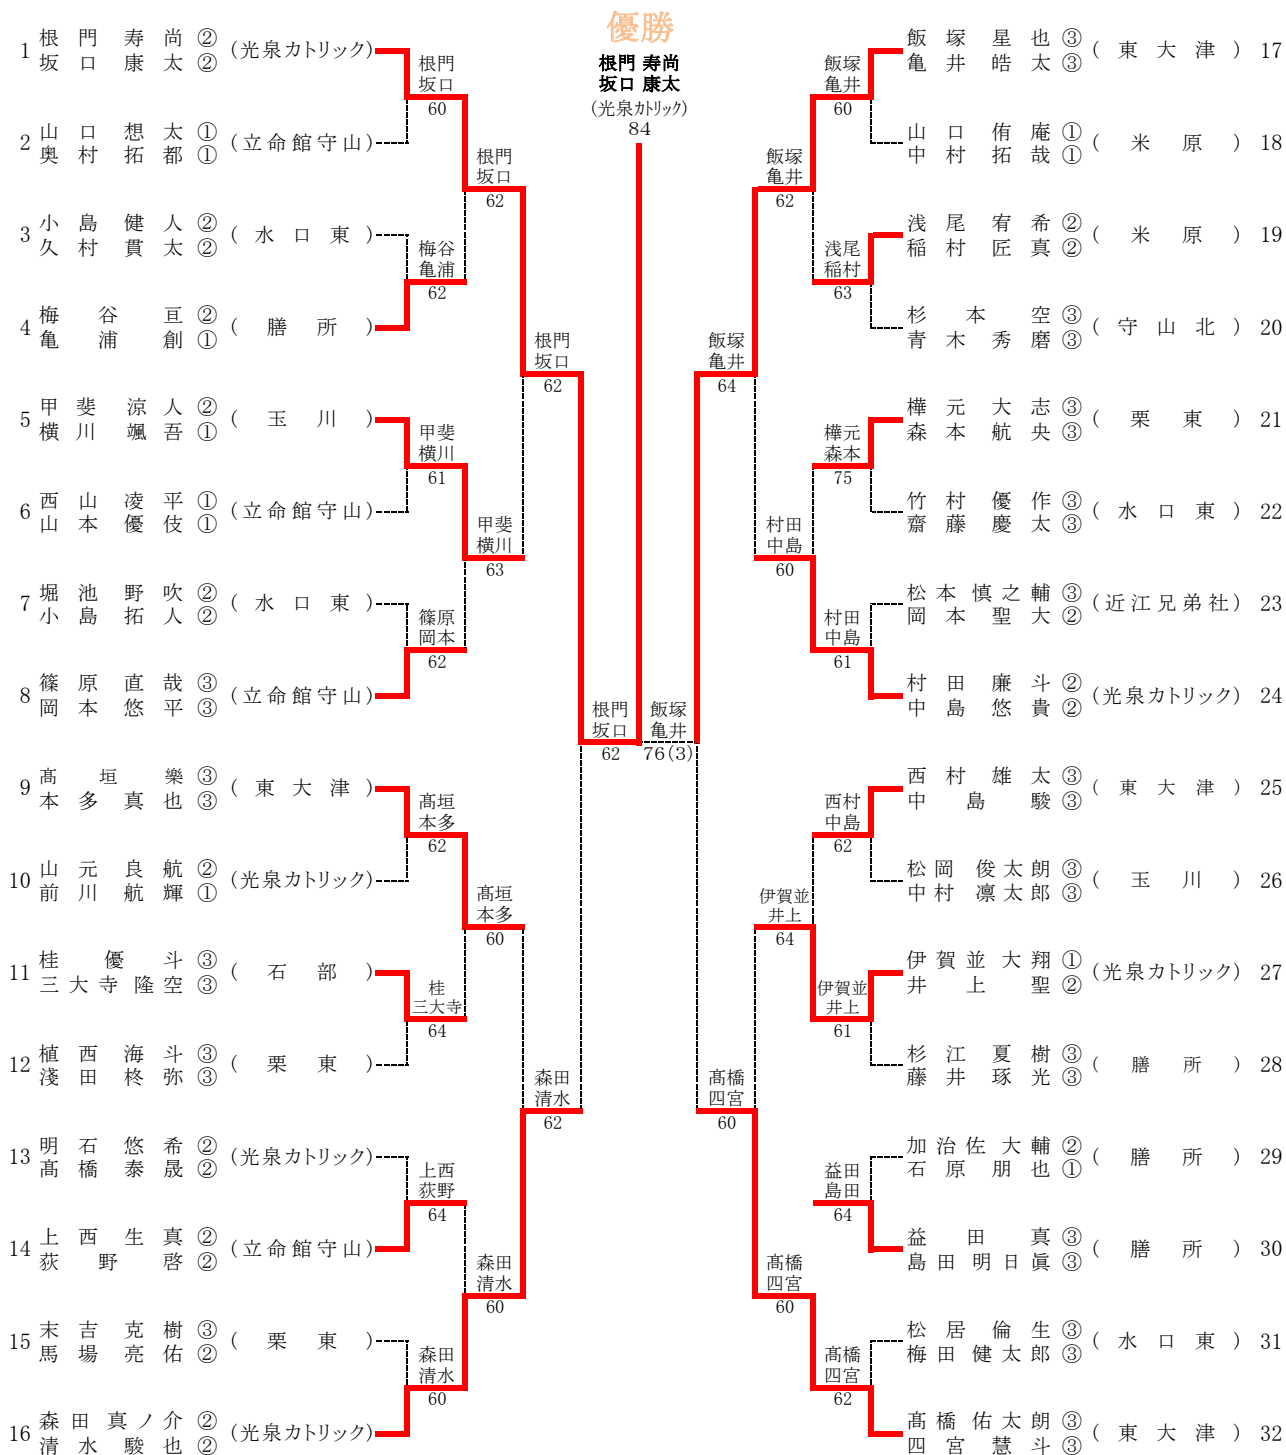 優勝
根門 寿尚
坂口 康太
(光泉カトリック)
84
1 根門寿尚② (光泉カトリック)
坂口康太②
2 山口想太① (立命館守山)
奥村拓都①
3 小島健人② (水口東)
久村貫太②
4 梅谷亘② (膳所)
亀浦創①
5 甲斐涼人② (玉川)
横川颯吾①
6 西山凌平① (立命館守山)
山本優伎①
7 堀池野吹② (水口東)
小島拓人②
8 篠原直哉③ (立命館守山)
岡本悠平③
9 髙垣樂③ (東大津)
本多真也③
10 山元良航② (光泉カトリック)
前川航輝①
11 桂優斗③ (石部)
三大寺隆空③
12 植西海斗③ (栗東)
淺田柊弥③
13 明石悠希② (光泉カトリック)
髙橋泰晟②
14 上西生真② (立命館守山)
荻野啓②
15 末吉克樹③ (栗東)
馬場亮佑②
16 森田真ノ介② (光泉カトリック)
清水駿也②
根門
坂口
60
梅谷
亀浦
62
甲斐
横川
61
篠原
岡本
62
髙垣
本多
62
桂
三大寺
64
上西
荻野
64
森田
清水
60
根門
坂口
62
甲斐
横川
63
髙垣
本多
60
森田
清水
60
根門
坂口
62
森田
清水
62
根門
坂口
62
飯塚
亀井
76(3)
飯塚
亀井
64
髙橋
四宮
60
飯塚
亀井
62
村田
中島
60
伊賀並
井上
64
髙橋
四宮
60
飯塚
亀井
60
浅尾
稲村
63
樺元
森本
75
村田
中島
61
西村
中島
62
伊賀並
井上
61
益田
島田
64
髙橋
四宮
62
飯塚星也③ (東大津) 17
亀井皓太③
山口侑庵① (米原) 18
中村拓哉①
浅尾宥希② (米原) 19
稲村匠真②
杉本空③ (守山北) 20
青木秀磨③
樺元大志③ (栗東) 21
森本航央③
竹村優作③ (水口東) 22
齋藤慶太③
松本慎之輔③ (近江兄弟社) 23
岡本聖大②
村田廉斗② (光泉カトリック) 24
中島悠貴②
西村雄太③ (東大津) 25
中島駿③
松岡俊太朗③ (玉川) 26
中村凛太郎③
伊賀並大翔① (光泉カトリック) 27
井上聖②
杉江夏樹③ (膳所) 28
藤井琢光③
加治佐大輔② (膳所) 29
石原朋也①
益田真③ (膳所) 30
島田明日眞③
松居倫生③ (水口東) 31
梅田健太郎③
髙橋佑太朗③ (東大津) 32
四宮慧斗③